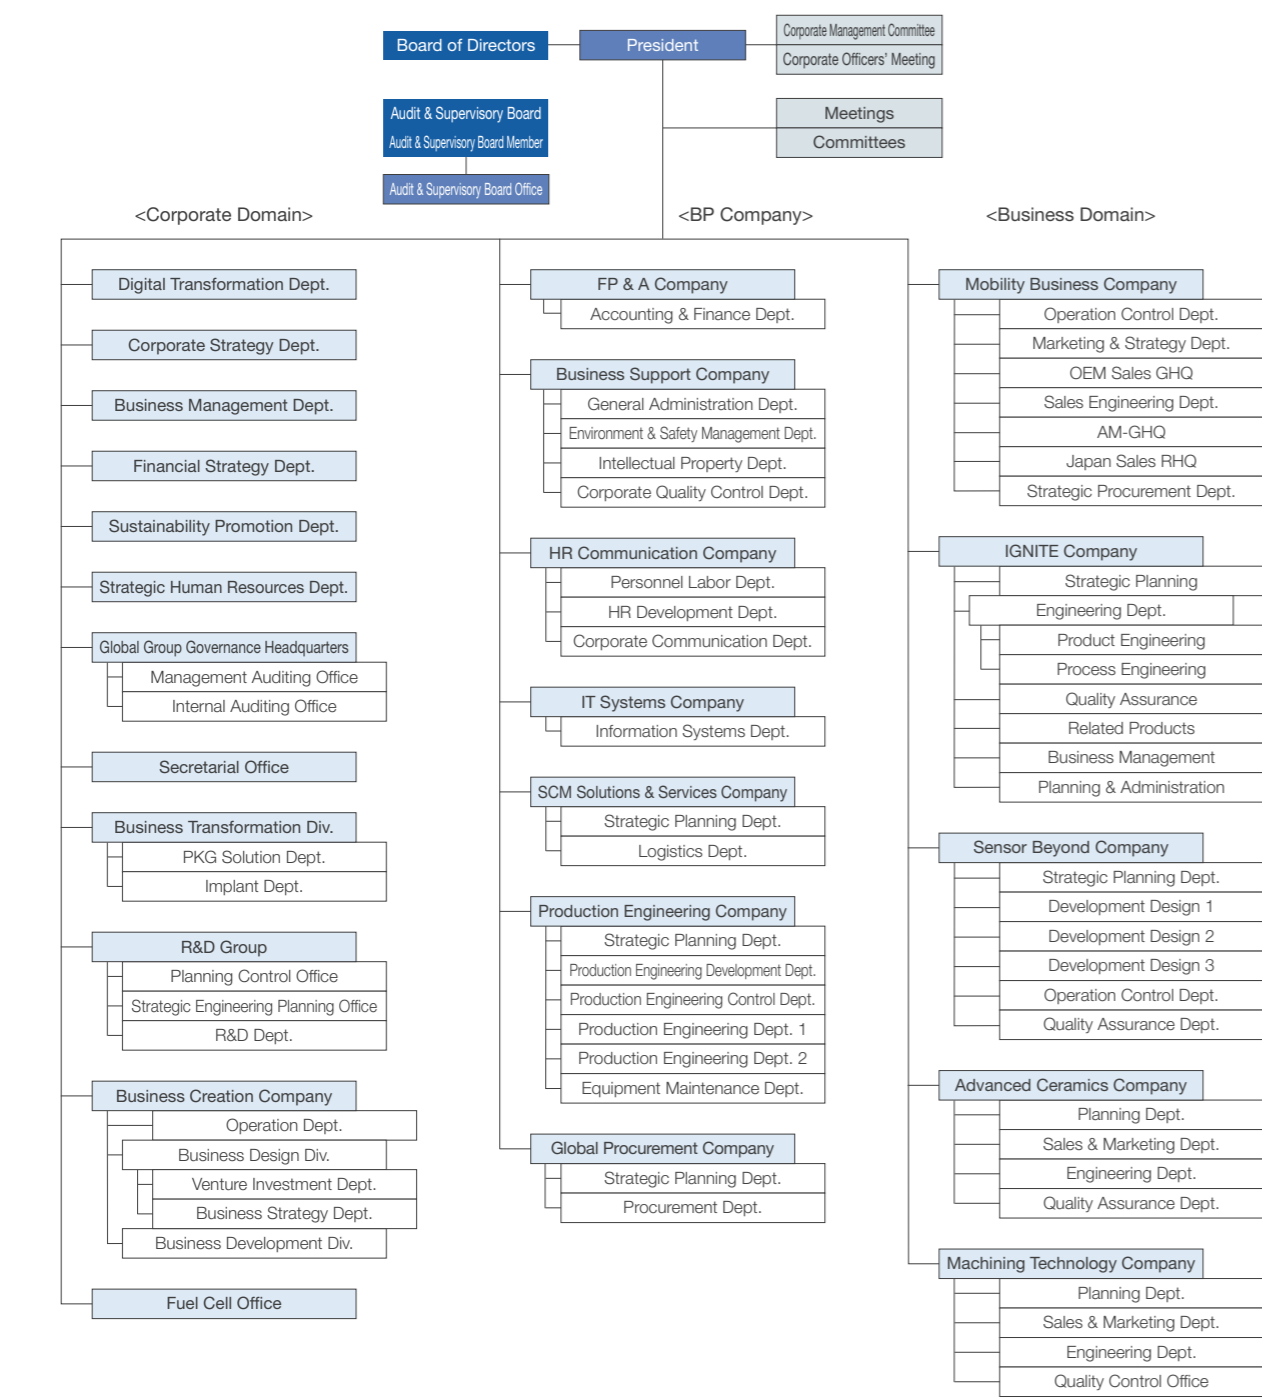 Board of Directors
President
Corporate Management Committee
Corporate Officers' Meeting
Audit & Supervisory Board
Audit & Supervisory Board Member
Audit & Supervisory Board Office
Meetings
Committees
<Corporate Domain>
<BP Company>
<Business Domain>
Digital Transformation Dept.
Corporate Strategy Dept.
Business Management Dept.
Financial Strategy Dept.
Sustainability Promotion Dept.
Strategic Human Resources Dept.
Global Group Governance Headquarters
Management Auditing Office
Internal Auditing Office
Secretarial Office
Business Transformation Div.
PKG Solution Dept.
Implant Dept.
R&D Group
Planning Control Office
Strategic Engineering Planning Office
R&D Dept.
Business Creation Company
Operation Dept.
Business Design Div.
Venture Investment Dept.
Business Strategy Dept.
Business Development Div.
Fuel Cell Office
FP & A Company
Accounting & Finance Dept.
Business Support Company
General Administration Dept.
Environment & Safety Management Dept.
Intellectual Property Dept.
Corporate Quality Control Dept.
HR Communication Company
Personnel Labor Dept.
HR Development Dept.
Corporate Communication Dept.
IT Systems Company
Information Systems Dept.
SCM Solutions & Services Company
Strategic Planning Dept.
Logistics Dept.
Production Engineering Company
Strategic Planning Dept.
Production Engineering Development Dept.
Production Engineering Control Dept.
Production Engineering Dept. 1
Production Engineering Dept. 2
Equipment Maintenance Dept.
Global Procurement Company
Strategic Planning Dept.
Procurement Dept.
Mobility Business Company
Operation Control Dept.
Marketing & Strategy Dept.
OEM Sales GHQ
Sales Engineering Dept.
AM-GHQ
Japan Sales RHQ
Strategic Procurement Dept.
IGNITE Company
Strategic Planning
Engineering Dept.
Product Engineering
Process Engineering
Quality Assurance
Related Products
Business Management
Planning & Administration
Sensor Beyond Company
Strategic Planning Dept.
Development Design 1
Development Design 2
Development Design 3
Operation Control Dept.
Quality Assurance Dept.
Advanced Ceramics Company
Planning Dept.
Sales & Marketing Dept.
Engineering Dept.
Quality Assurance Dept.
Machining Technology Company
Planning Dept.
Sales & Marketing Dept.
Engineering Dept.
Quality Control Office